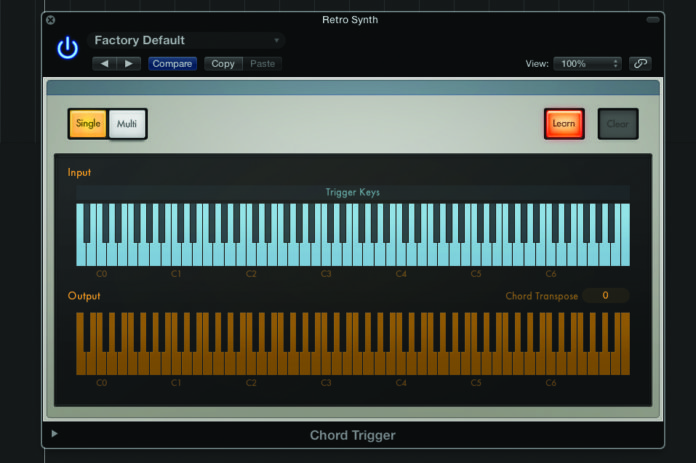 Retro Synth
Factory Default
Compare Copy Paste View: 100%
Single Multi Learn Clear
Input
Trigger Keys
C0 C1 C2 C3 C4 C5 C6
Output Chord Transpose 0
C0 C1 C2 C3 C4 C5 C6
Chord Trigger